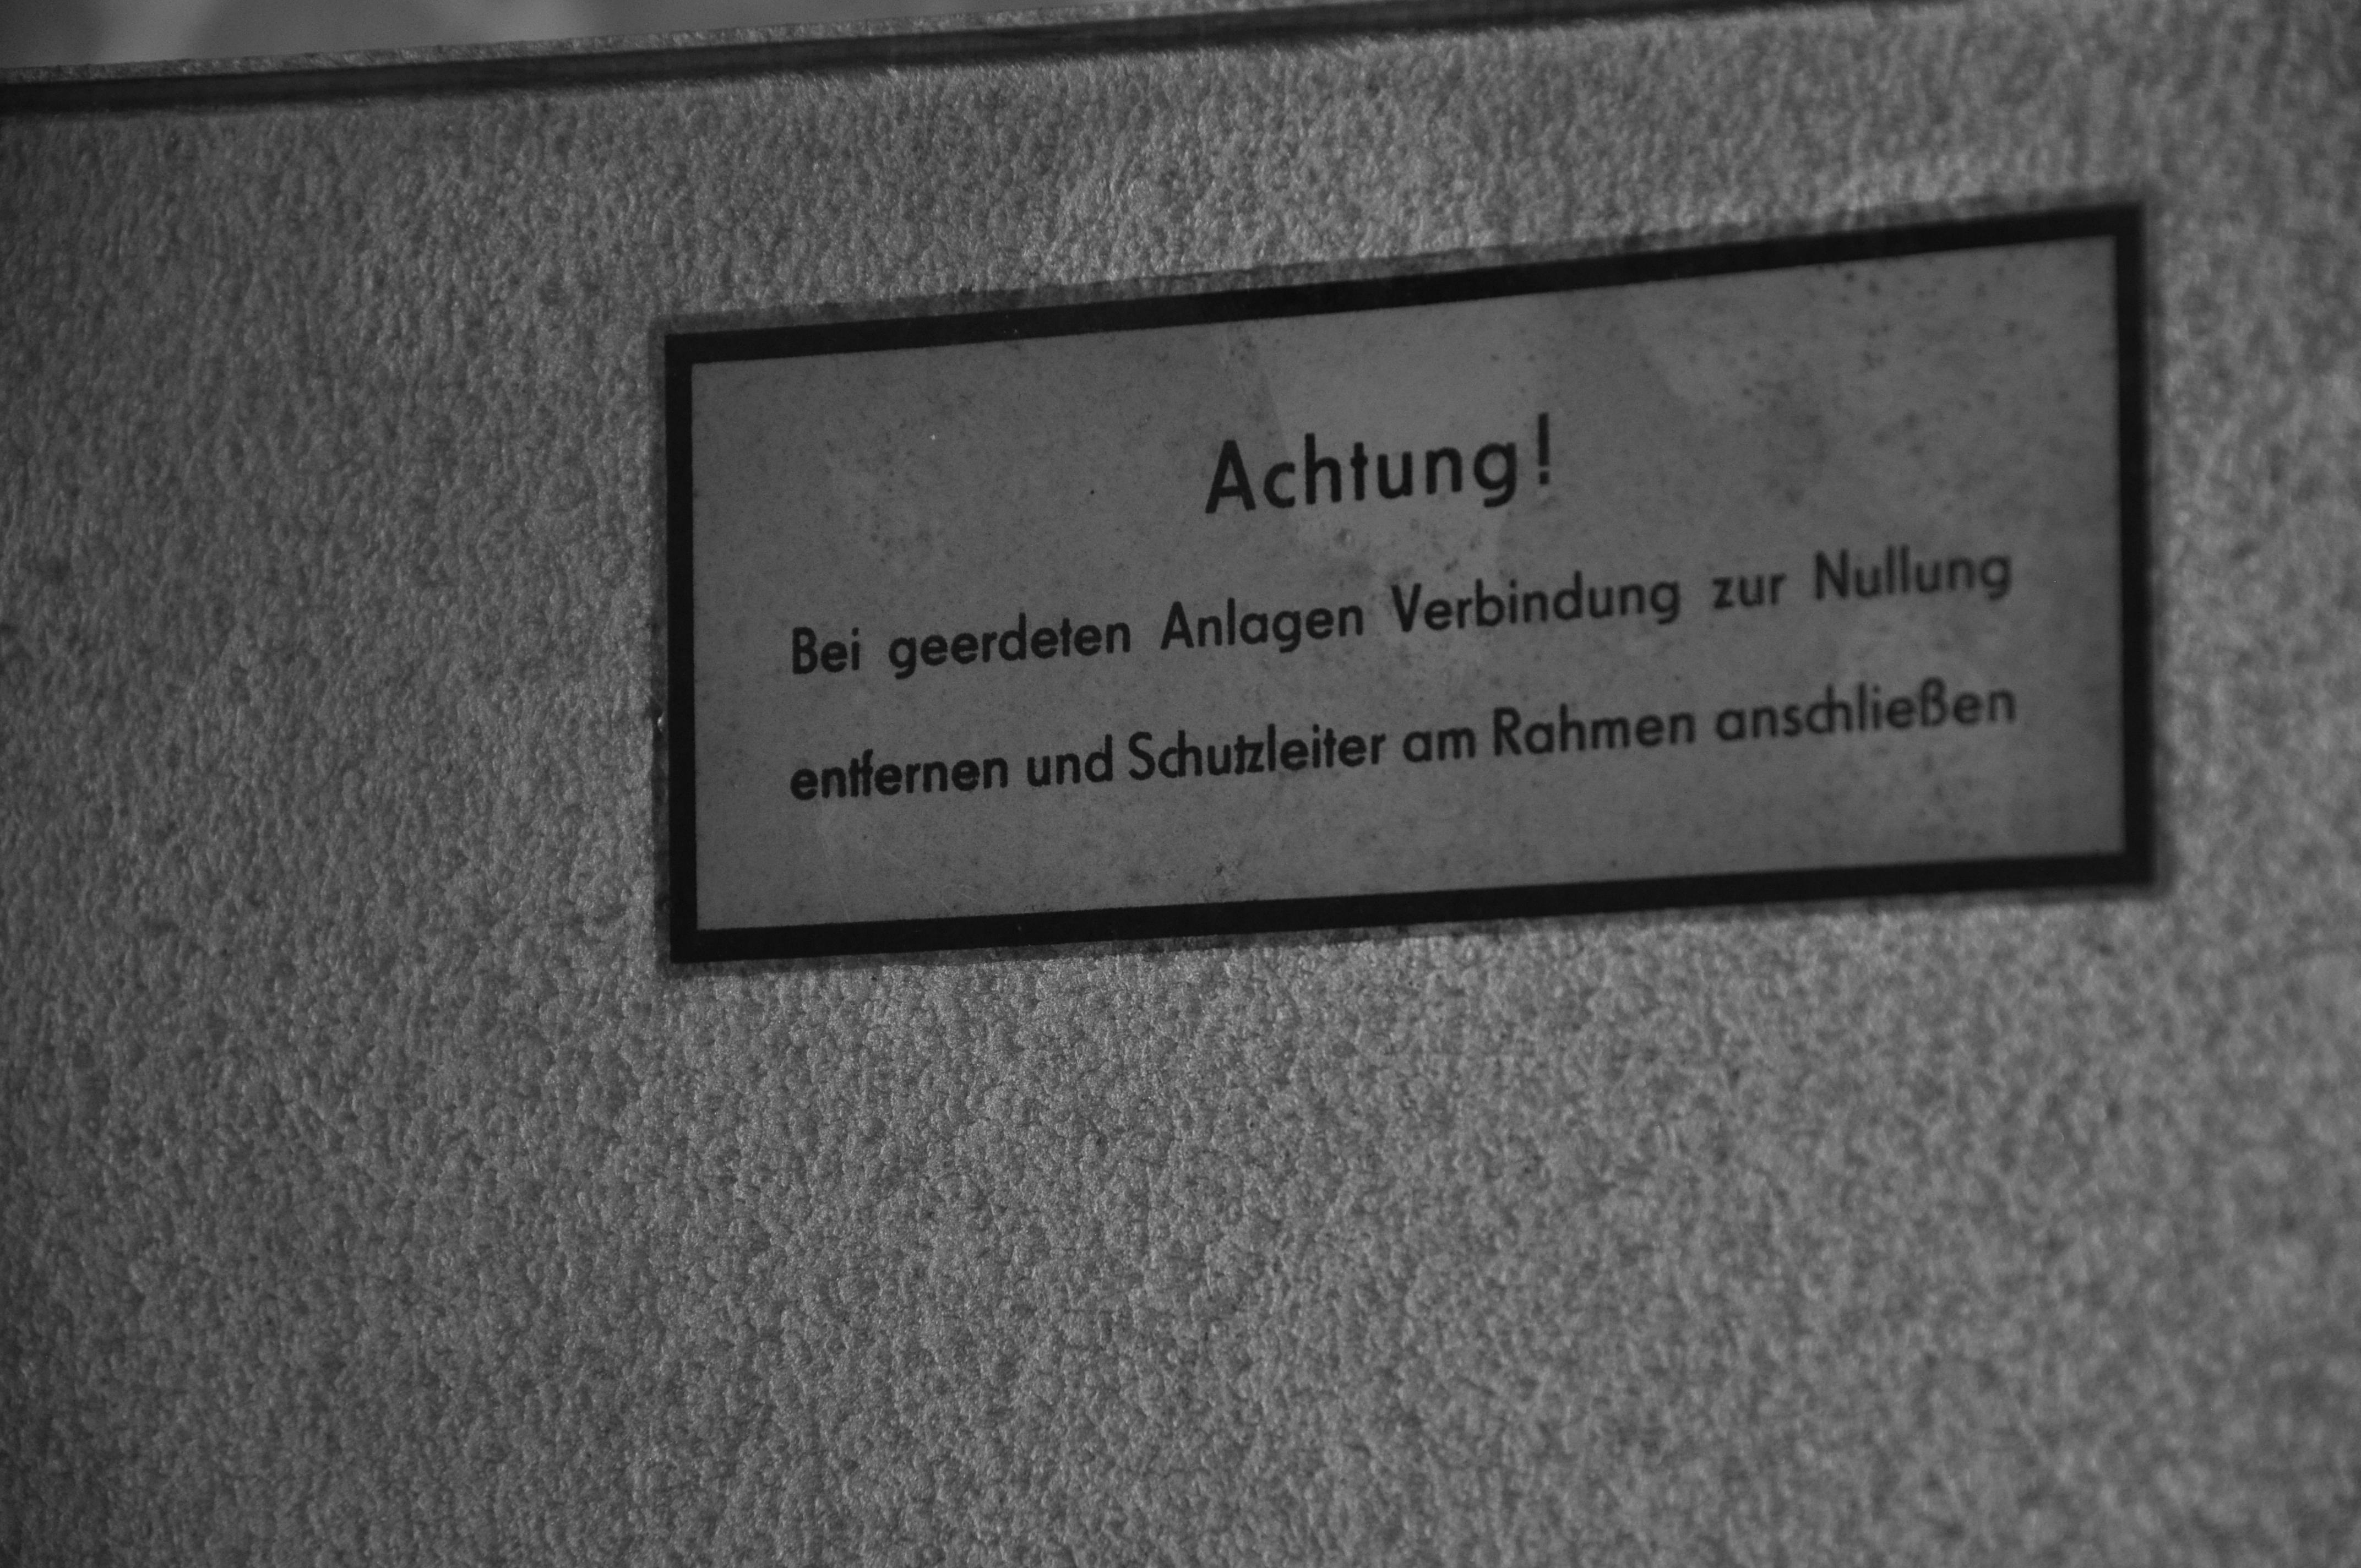 Achtung!
Bei geerdeten Anlagen Verbindung zur Nullung
entfernen und Schutzleiter am Rahmen anschließen